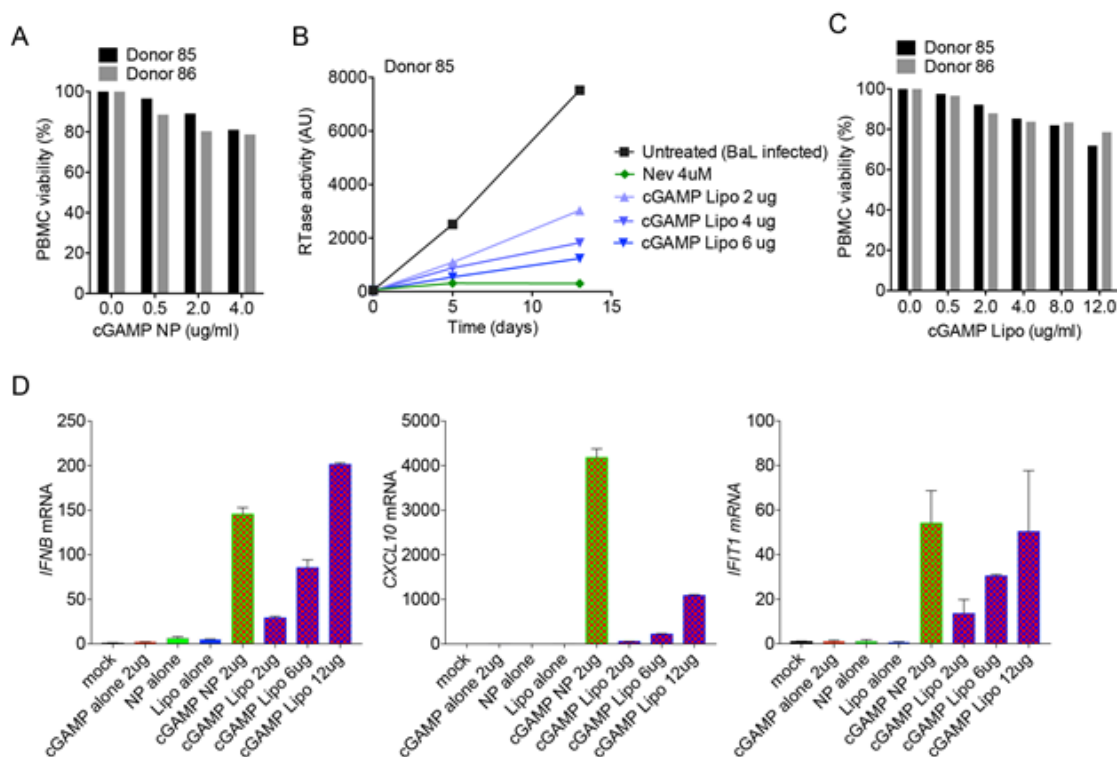 A
Donor 85
Donor 86
PBMC viability (%)
100
80
60
40
20
0
0.0 0.5 2.0 4.0
cGAMP NP (ug/ml)
B
Donor 85
RTase activity (AU)
8000
6000
4000
2000
0
0 5 10 15
Time (days)
Untreated (BaL infected)
Nev 4uM
cGAMP Lipo 2 ug
cGAMP Lipo 4 ug
cGAMP Lipo 6 ug
C
Donor 85
Donor 86
PBMC viability (%)
100
80
60
40
20
0
0.0 0.5 2.0 4.0 8.0 12.0
cGAMP Lipo (ug/ml)
D
IFNB mRNA
250
200
150
100
50
0
mock
cGAMP alone 2ug
NP alone
Lipo alone
cGAMP NP 2ug
cGAMP Lipo 2ug
cGAMP Lipo 6ug
cGAMP Lipo 12ug
CXCL10 mRNA
5000
4000
3000
2000
1000
0
mock
cGAMP alone 2ug
NP alone
Lipo alone
cGAMP NP 2ug
cGAMP Lipo 2ug
cGAMP Lipo 6ug
cGAMP Lipo 12ug
IFIT1 mRNA
100
80
60
40
20
0
mock
cGAMP alone 2ug
NP alone
Lipo alone
cGAMP NP 2ug
cGAMP Lipo 2ug
cGAMP Lipo 6ug
cGAMP Lipo 12ug